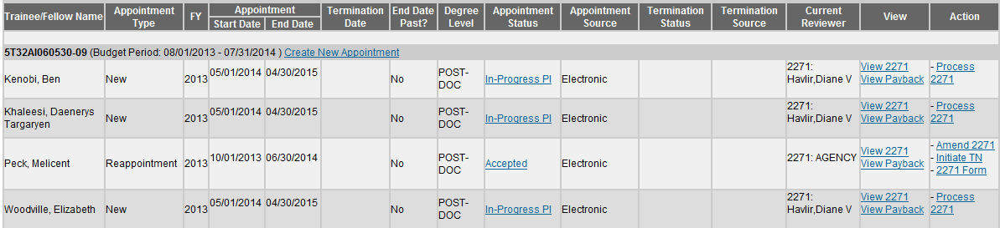 Trainee/Fellow Name Appointment Type FY Appointment Start Date End Date Termination Date End Date Past? Degree Level Appointment Status Appointment Source Termination Status Termination Source Current Reviewer View Action
5T32AI060530-09 (Budget Period: 08/01/2013 - 07/31/2014 ) Create New Appointment
Kenobi, Ben New 2013 05/01/2014 04/30/2015 No POST-DOC In-Progress PI Electronic 2271: Havlir,Diane V View 2271 View Payback - Process 2271
Khaleesi, Daenerys Targaryen New 2013 05/01/2014 04/30/2015 No POST-DOC In-Progress PI Electronic 2271: Havlir,Diane V View 2271 View Payback - Process 2271
Peck, Melicent Reappointment 2013 10/01/2013 06/30/2014 No POST-DOC Accepted Electronic 2271: AGENCY View 2271 View Payback - Amend 2271 - Initiate TN - 2271 Form
Woodville, Elizabeth New 2013 05/01/2014 04/30/2015 No POST-DOC In-Progress PI Electronic 2271: Havlir,Diane V View 2271 View Payback - Process 2271